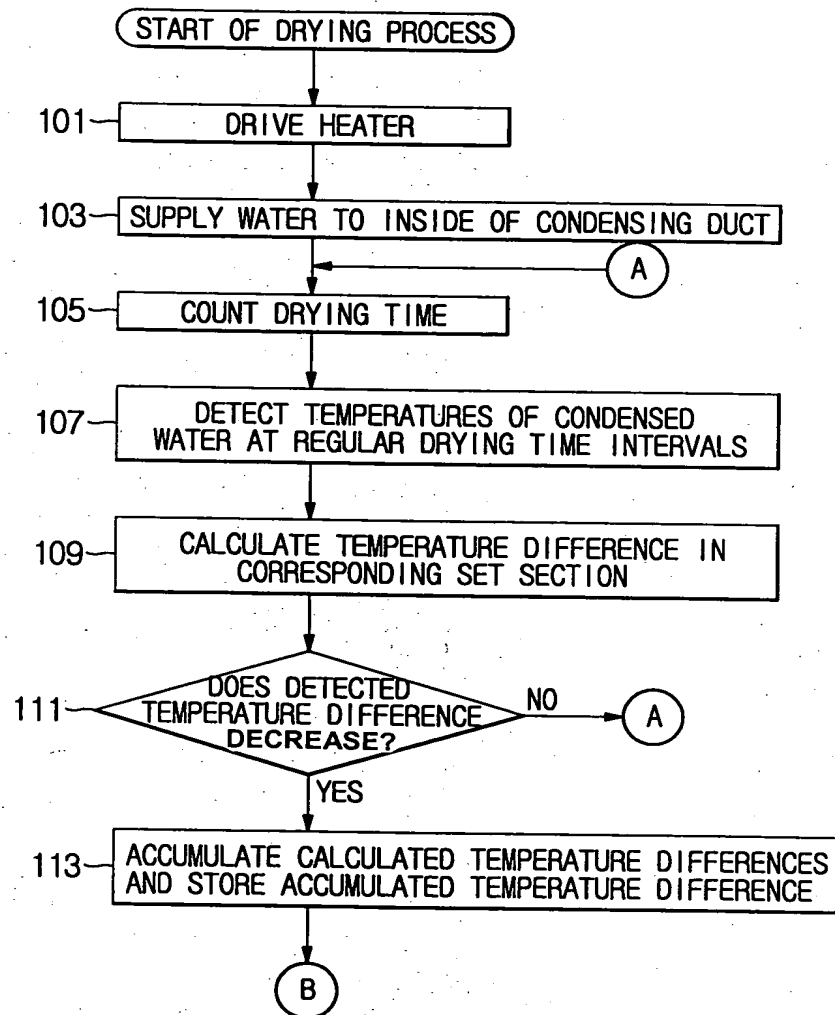 START OF DRYING PROCESS
101
DRIVE HEATER
103
SUPPLY WATER TO INSIDE OF CONDENSING DUCT
A
105
COUNT DRYING TIME
107
DETECT TEMPERATURES OF CONDENSED
WATER AT REGULAR DRYING TIME INTERVALS
109
CALCULATE TEMPERATURE DIFFERENCE IN
CORRESPONDING SET SECTION
111
DOES DETECTED
TEMPERATURE DIFFERENCE
DECREASE?
NO
A
YES
113
ACCUMULATE CALCULATED TEMPERATURE DIFFERENCES
AND STORE ACCUMULATED TEMPERATURE DIFFERENCE
B